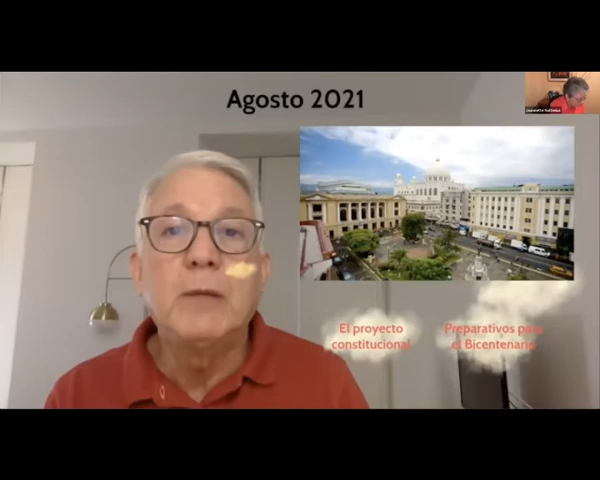 Agosto 2021
El proyecto
constitucional
Preparativos para
el Bicentenario